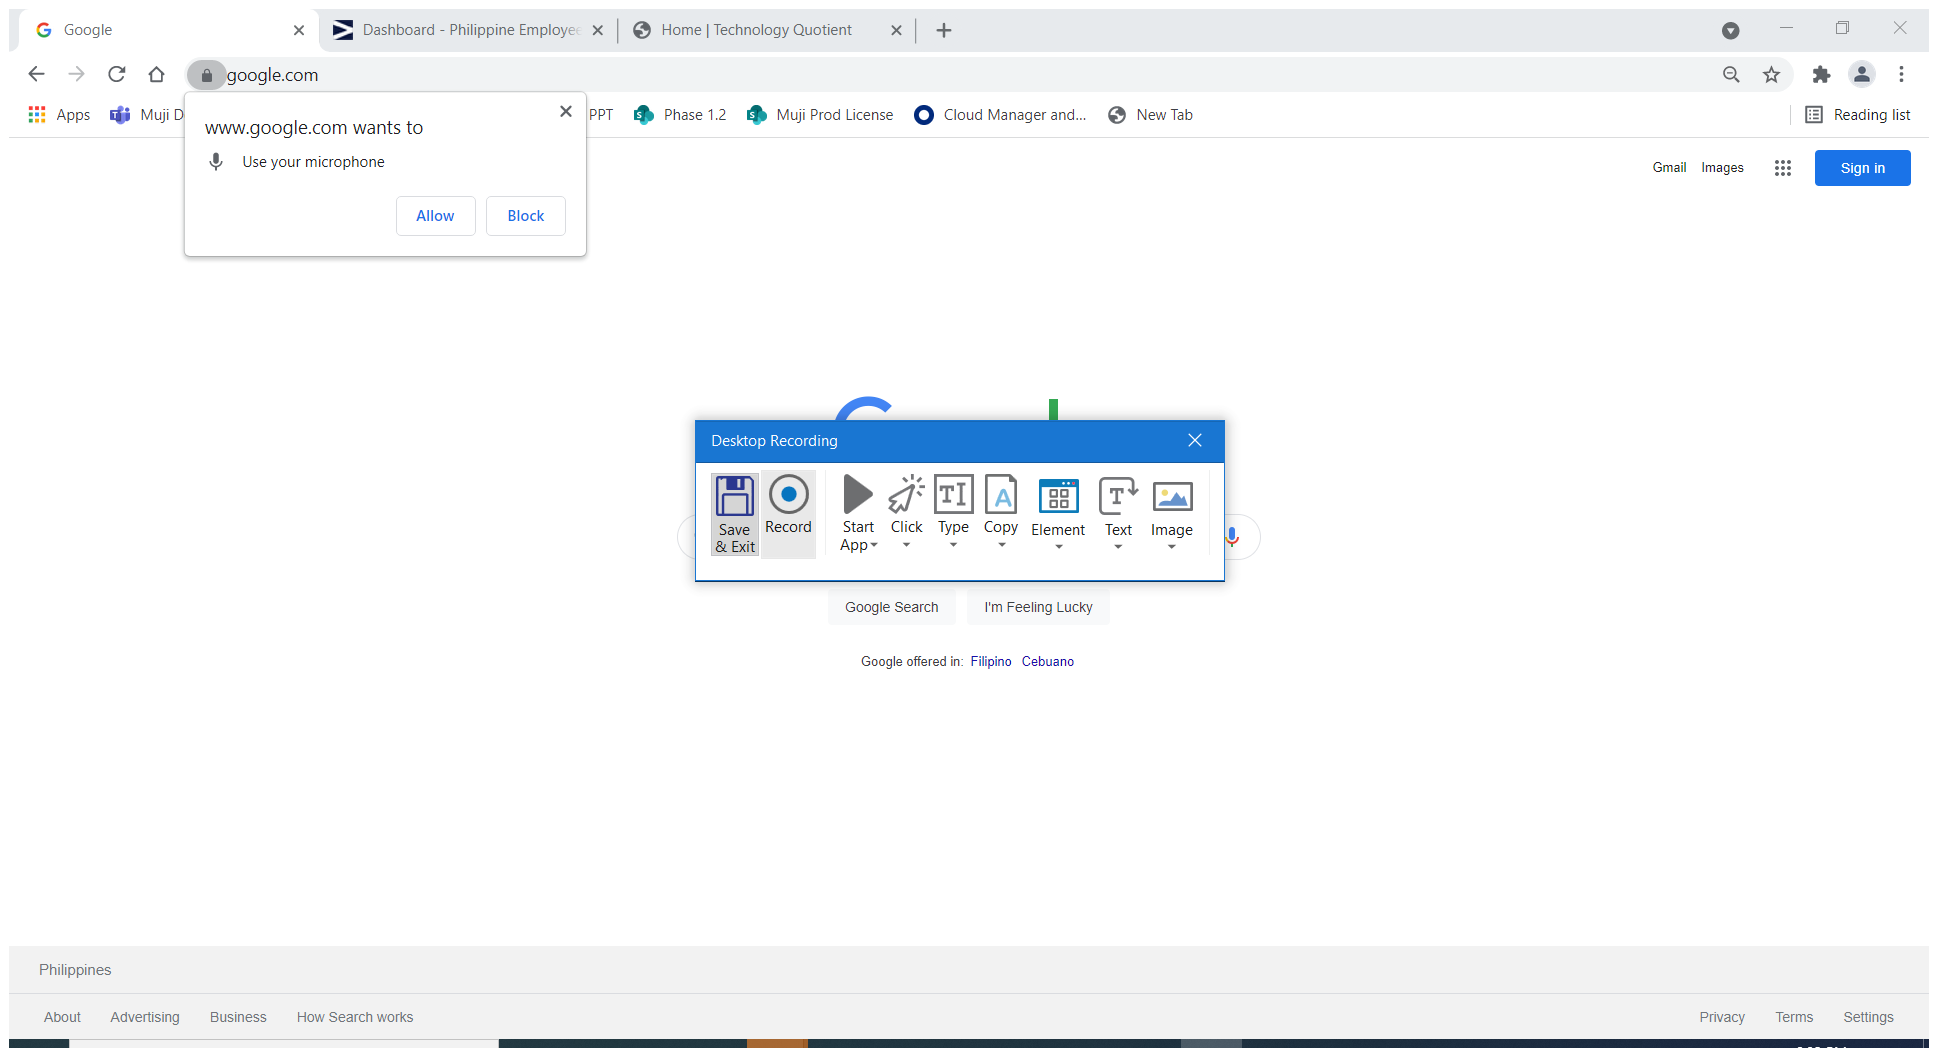 Google
Dashboard - Philippine Employee
Home | Technology Quotient
google.com
Apps
Muji D
PPT
Phase 1.2
Muji Prod License
Cloud Manager and...
New Tab
Reading list
www.google.com wants to
Use your microphone
Allow
Block
Gmail
Images
Sign in
Desktop Recording
Save
& Exit
Record
Start
App
Click
Type
Copy
Element
Text
Image
Google Search
I'm Feeling Lucky
Google offered in: Filipino Cebuano
Philippines
About
Advertising
Business
How Search works
Privacy
Terms
Settings